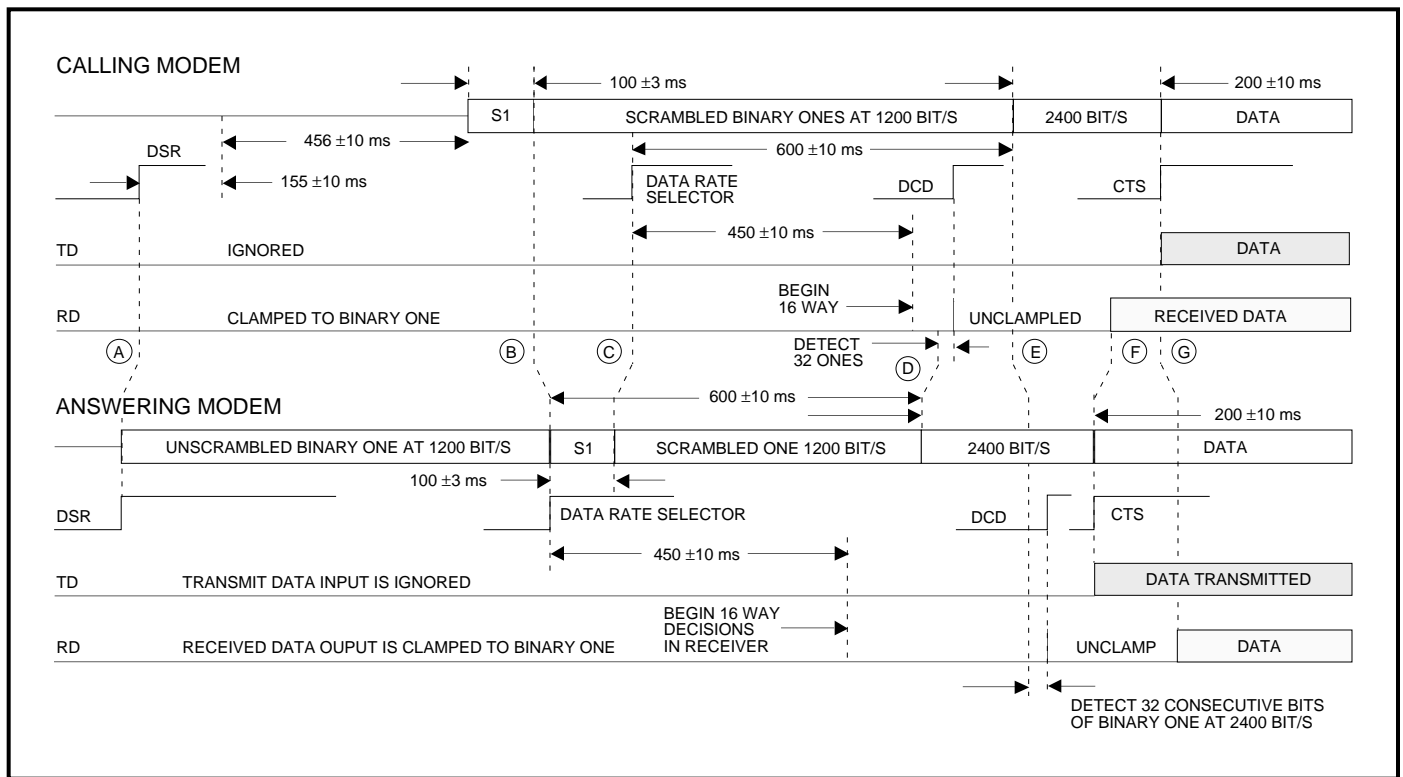 CALLING MODEM
100 ±3 ms
200 ±10 ms
S1
SCRAMBLED BINARY ONES AT 1200 BIT/S
2400 BIT/S
DATA
456 ±10 ms
600 ±10 ms
DSR
155 ±10 ms
DATA RATE
SELECTOR
DCD
CTS
450 ±10 ms
TD
IGNORED
DATA
BEGIN
16 WAY
RD
CLAMPED TO BINARY ONE
UNCLAMPLED
RECEIVED DATA
DETECT
32 ONES
A
B
C
D
E
F
G
600 ±10 ms
ANSWERING MODEM
200 ±10 ms
UNSCRAMBLED BINARY ONE AT 1200 BIT/S
S1
SCRAMBLED ONE 1200 BIT/S
2400 BIT/S
DATA
100 ±3 ms
DSR
DATA RATE SELECTOR
DCD
CTS
450 ±10 ms
TD
TRANSMIT DATA INPUT IS IGNORED
DATA TRANSMITTED
BEGIN 16 WAY
DECISIONS
IN RECEIVER
RD
RECEIVED DATA OUPUT IS CLAMPED TO BINARY ONE
UNCLAMP
DATA
DETECT 32 CONSECUTIVE BITS
OF BINARY ONE AT 2400 BIT/S